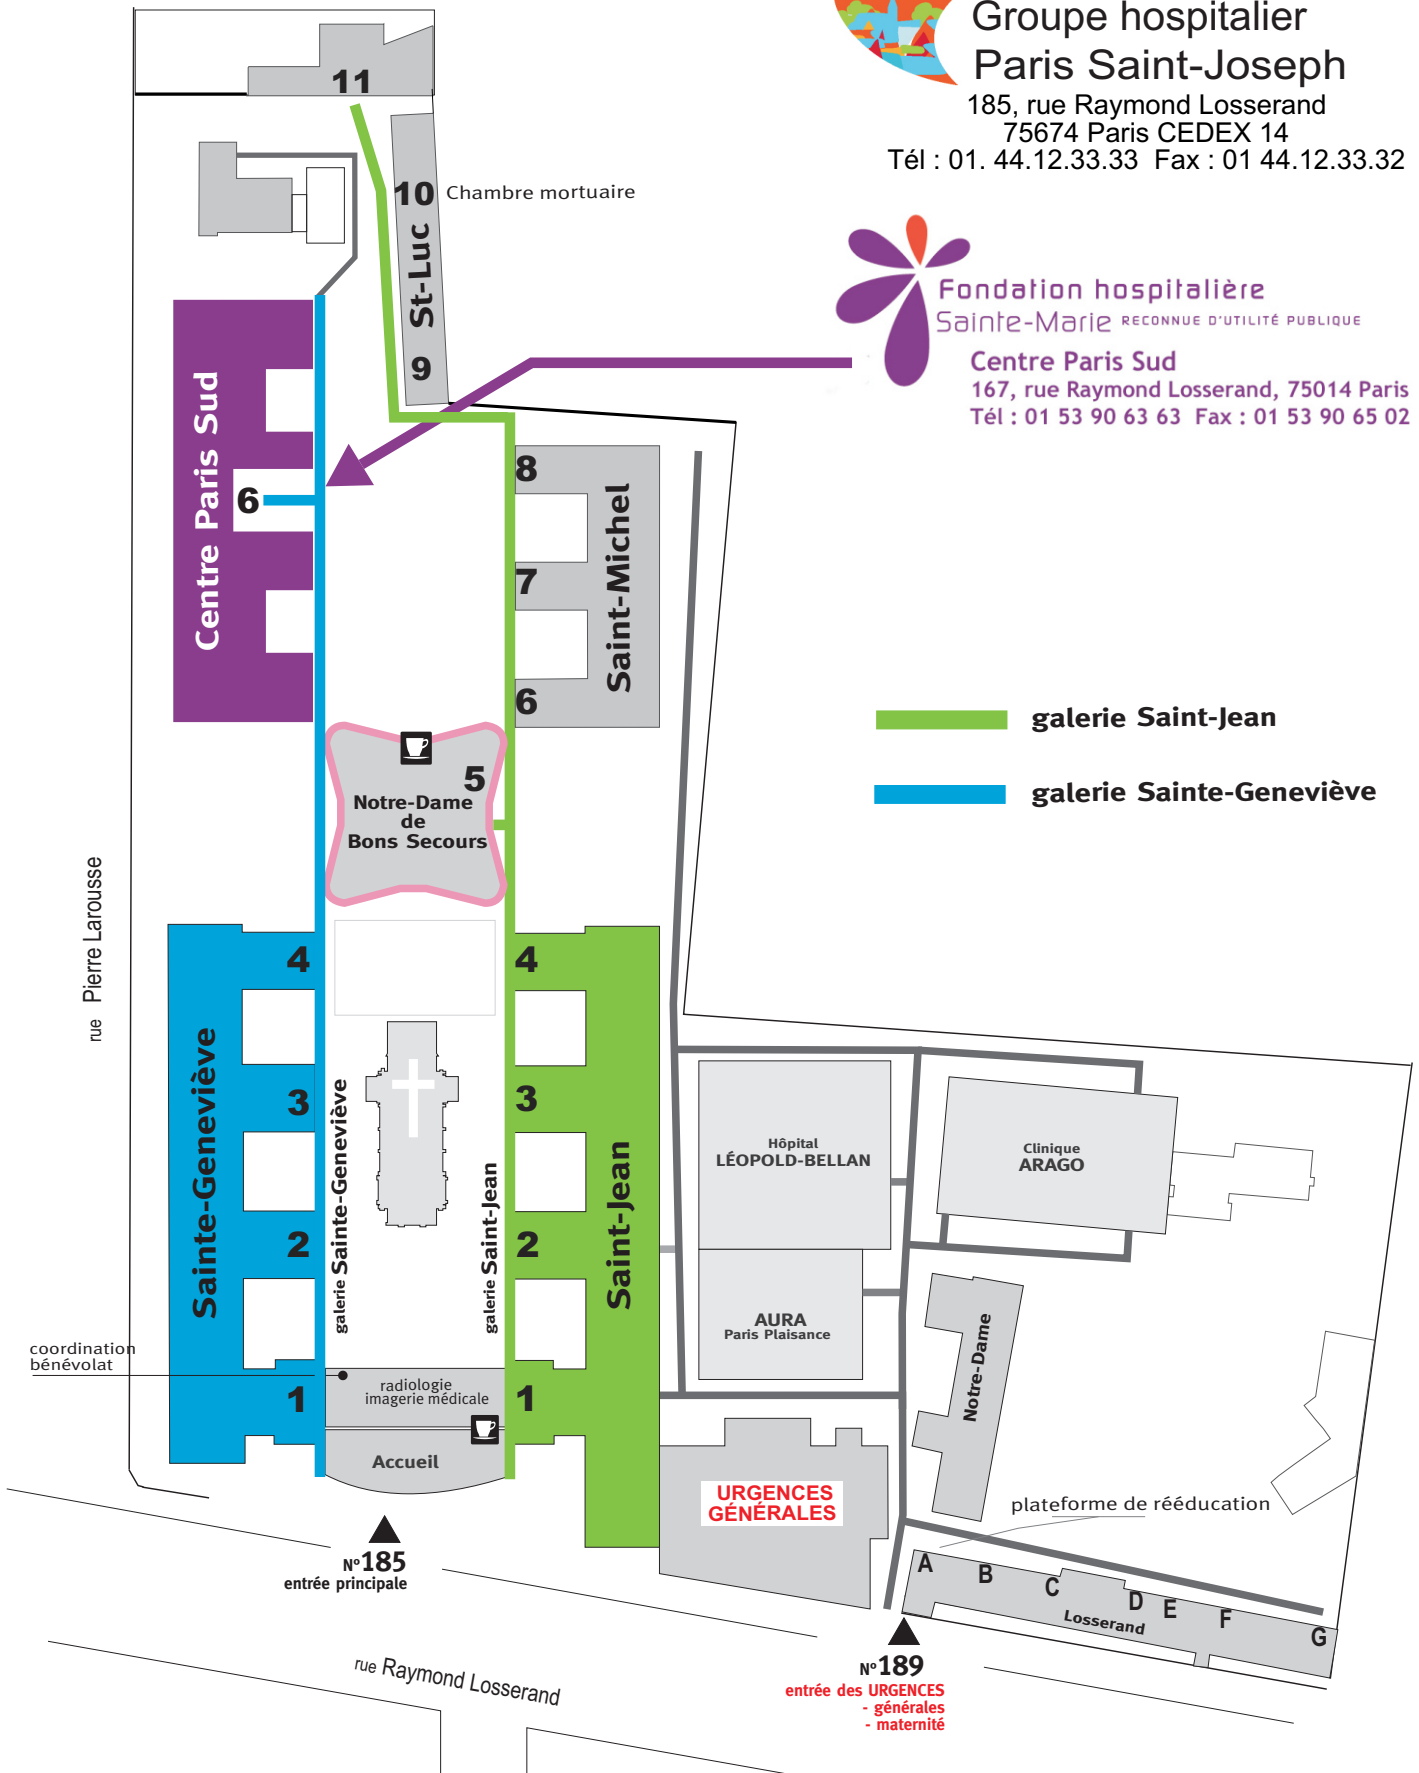 Groupe hospitalier
Paris Saint-Joseph
185, rue Raymond Losserand
75674 Paris CEDEX 14
Tél : 01. 44.12.33.33 Fax : 01 44.12.33.32
11
10
Chambre mortuaire
St-Luc
9
Fondation hospitalière
Sainte-Marie RECONNUE D'UTILITÉ PUBLIQUE
Centre Paris Sud
167, rue Raymond Losserand, 75014 Paris
Tél : 01 53 90 63 63 Fax : 01 53 90 65 02
Centre Paris Sud
6
8
7
6
Saint-Michel
galerie Saint-Jean
galerie Sainte-Geneviève
5
Notre-Dame
de
Bons Secours
rue Pierre Larousse
4
3
2
1
Sainte-Geneviève
galerie Sainte-Geneviève
galerie Saint-Jean
4
3
2
1
Saint-Jean
Hôpital
LÉOPOLD-BELLAN
Clinique
ARAGO
AURA
Paris Plaisance
Notre-Dame
coordination
bénévolat
radiologie
imagerie médicale
Accueil
URGENCES
GÉNÉRALES
plateforme de rééducation
N°185
entrée principale
A
B
C
D
E
F
G
Losserand
N°189
entrée des URGENCES
- générales
- maternité
rue Raymond Losserand